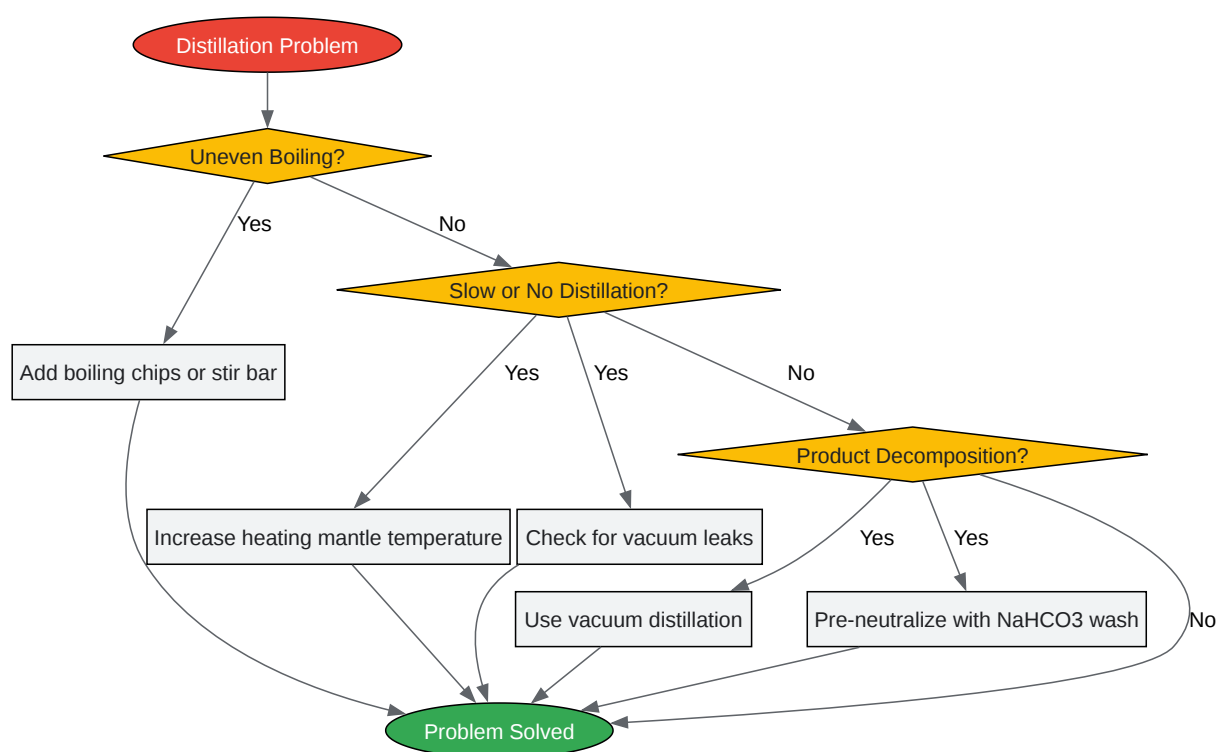 Distillation Problem
Uneven Boiling?
Yes
No
Slow or No Distillation?
Add boiling chips or stir bar
Yes
Yes
No
Product Decomposition?
Increase heating mantle temperature
Check for vacuum leaks
Yes
Yes
Use vacuum distillation
Pre-neutralize with NaHCO3 wash
No
Problem Solved